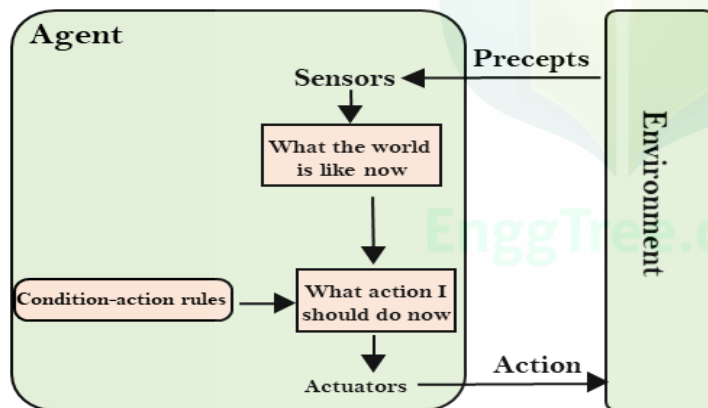 Agent
Precepts
Sensors
What the world
is like now
Environment
EnggTree.c
Condition-action rules
What action I
should do now
Action
Actuators